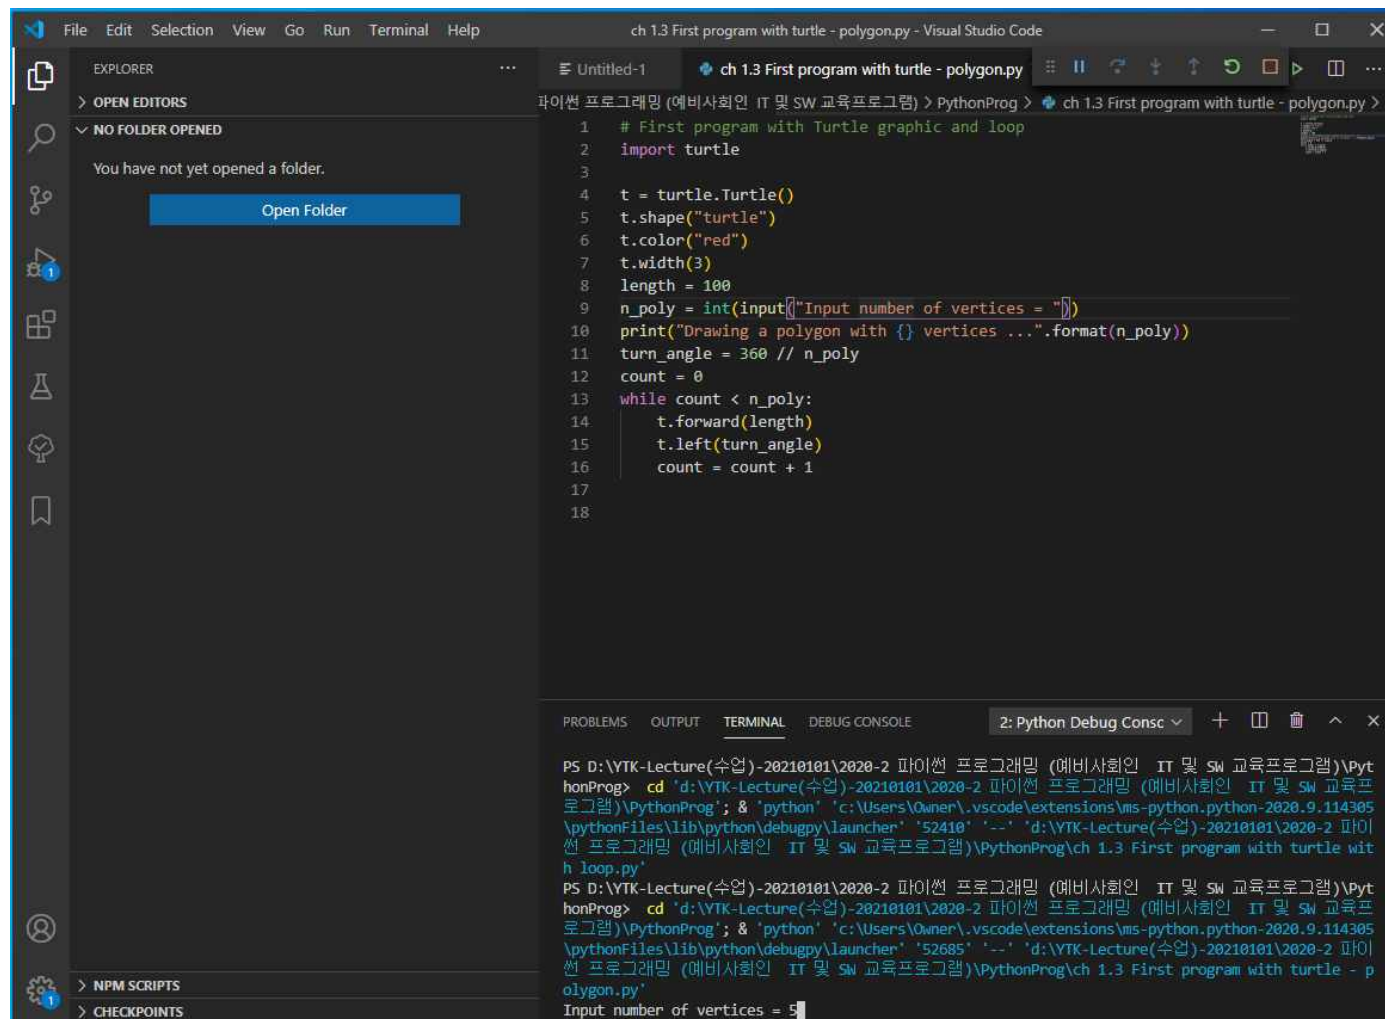 File Edit Selection View Go Run Terminal Help
ch 1.3 First program with turtle - polygon.py - Visual Studio Code
EXPLORER
OPEN EDITORS
NO FOLDER OPENED
You have not yet opened a folder.
Open Folder
1
1
NPM SCRIPTS
CHECKPOINTS
Untitled-1
ch 1.3 First program with turtle - polygon.py
파이썬 프로그래밍 (예비사회인 IT 및 SW 교육프로그램) > PythonProg > ch 1.3 First program with turtle - polygon.py >
1 # First program with Turtle graphic and loop
2 import turtle
3
4 t = turtle.Turtle()
5 t.shape("turtle")
6 t.color("red")
7 t.width(3)
8 length = 100
9 n_poly = int(input("Input number of vertices = "))
10 print("Drawing a polygon with {} vertices ...".format(n_poly))
11 turn_angle = 360 // n_poly
12 count = 0
13 while count < n_poly:
14 t.forward(length)
15 t.left(turn_angle)
16 count = count + 1
17
18
PROBLEMS OUTPUT TERMINAL DEBUG CONSOLE
2: Python Debug Consc
PS D:\YTK-Lecture(수업)-20210101\2020-2 파이썬 프로그래밍 (예비사회인 IT 및 SW 교육프로그램)\Pyt
honProg> cd 'd:\YTK-Lecture(수업)-20210101\2020-2 파이썬 프로그래밍 (예비사회인 IT 및 SW 교육프
로그램)\PythonProg'; & 'python' 'c:\Users\Owner\.vscode\extensions\ms-python.python-2020.9.114305
\pythonFiles\lib\python\debugpy\launcher' '52410' '--' 'd:\YTK-Lecture(수업)-20210101\2020-2 파이
썬 프로그래밍 (예비사회인 IT 및 SW 교육프로그램)\PythonProg\ch 1.3 First program with turtle wit
h loop.py'
PS D:\YTK-Lecture(수업)-20210101\2020-2 파이썬 프로그래밍 (예비사회인 IT 및 SW 교육프로그램)\Pyt
honProg> cd 'd:\YTK-Lecture(수업)-20210101\2020-2 파이썬 프로그래밍 (예비사회인 IT 및 SW 교육프
로그램)\PythonProg'; & 'python' 'c:\Users\Owner\.vscode\extensions\ms-python.python-2020.9.114305
\pythonFiles\lib\python\debugpy\launcher' '52685' '--' 'd:\YTK-Lecture(수업)-20210101\2020-2 파이
썬 프로그래밍 (예비사회인 IT 및 SW 교육프로그램)\PythonProg\ch 1.3 First program with turtle - p
olygon.py'
Input number of vertices = 5